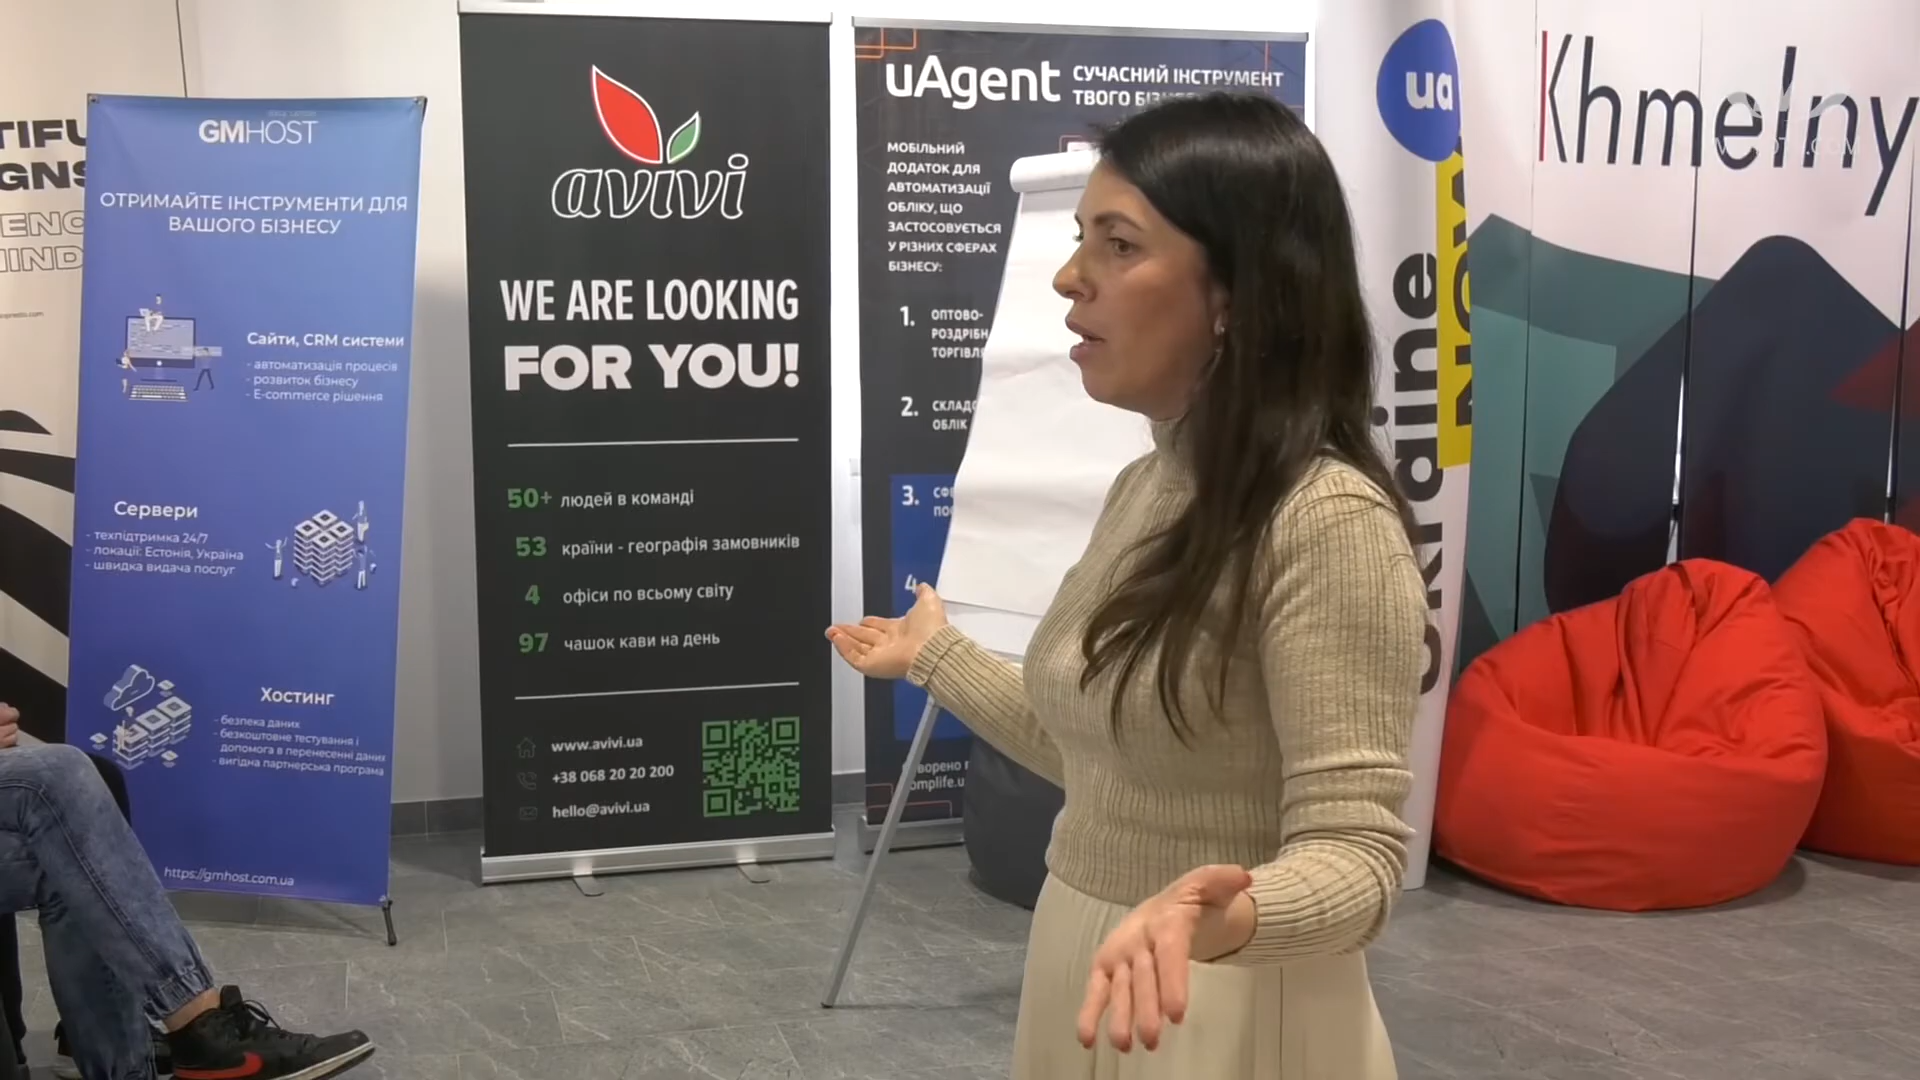 TIFU
GNS
ENC
IIND
GMHOST
ОТРИМАЙТЕ ІНСТРУМЕНТИ ДЛЯ
ВАШОГО БІЗНЕСУ
Сайти, CRM системи
- автоматизація процесів
- розвиток бізнесу
- E-commerce рішення
Сервери
- техпідтримка 24/7
- локації: Естонія, Україна
- швидка видача послуг
Хостинг
- безпека даних
- безкоштовне тестування і
допомога в перенесенні даних
- вигідна партнерська програма
https://gmhost.com.ua
avivi
WE ARE LOOKING
FOR YOU!
50+ людей в команді
53 країни - географія замовників
4 офіси по всьому світу
97 чашок кави на день
www.avivi.ua
+38 068 20 20 200
hello@avivi.ua
uAgent
СУЧАСНИЙ ІНСТРУМЕНТ
ТВОГО
МОБІЛЬНИЙ
ДОДАТОК ДЛЯ
АВТОМАТИЗАЦІЇ
ОБЛІКУ, ЩО
ЗАСТОСОВУЄТЬСЯ
У РІЗНИХ СФЕРАХ
БІЗНЕСУ:
1. ОПТОВО-
РОЗДРІБН
ТОРГІВЛ
2. СКЛАД
ОБЛІК
3.
4.
ua
ukraine
NOW
Khmelny